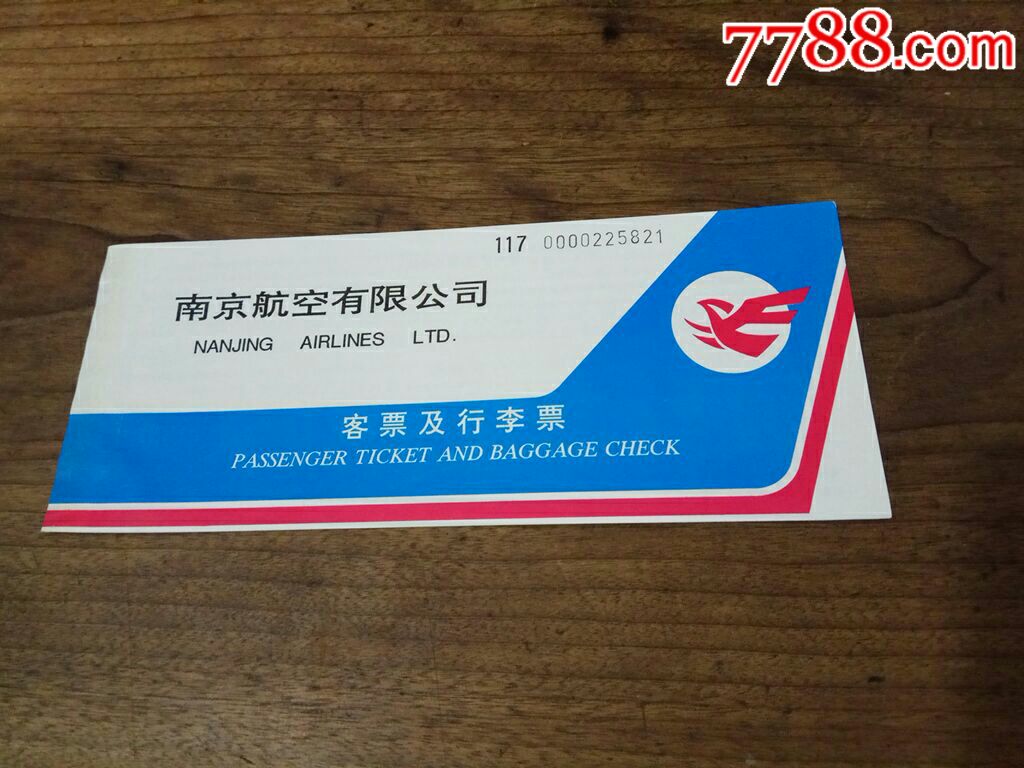 7788.com
117 0000225821
南京航空有限公司
NANJING AIRLINES LTD.
客票及行李票
PASSENGER TICKET AND BAGGAGE CHECK